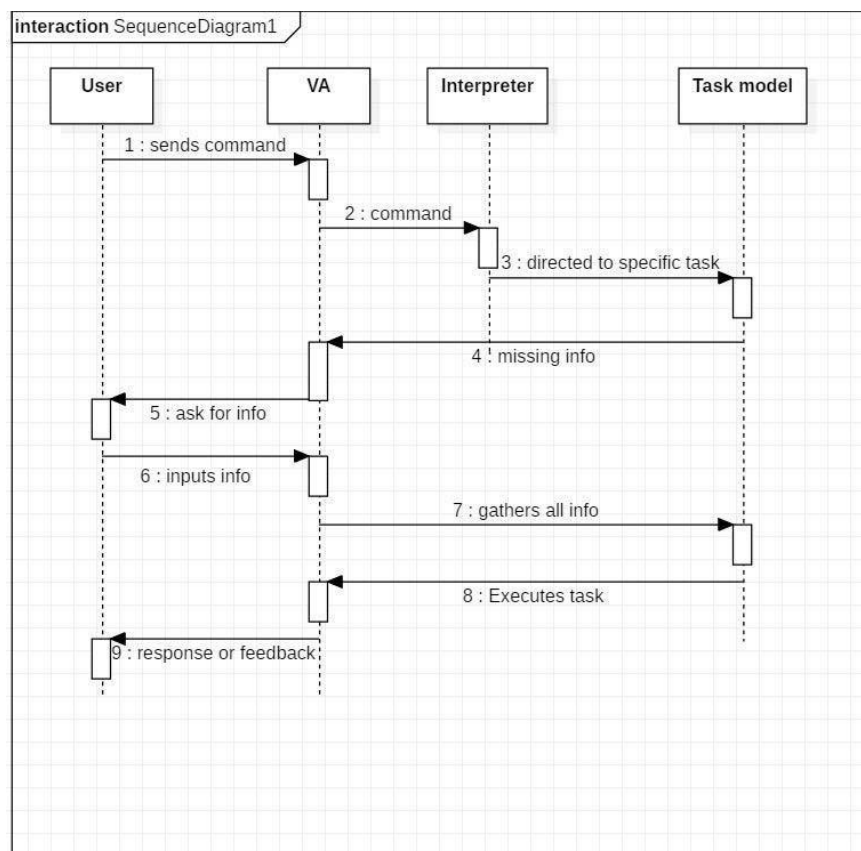 interaction SequenceDiagram1
User
VA
Interpreter
Task model
1 : sends command
2 : command
3 : directed to specific task
4 : missing info
5 : ask for info
6 : inputs info
7 : gathers all info
8 : Executes task
9 : response or feedback